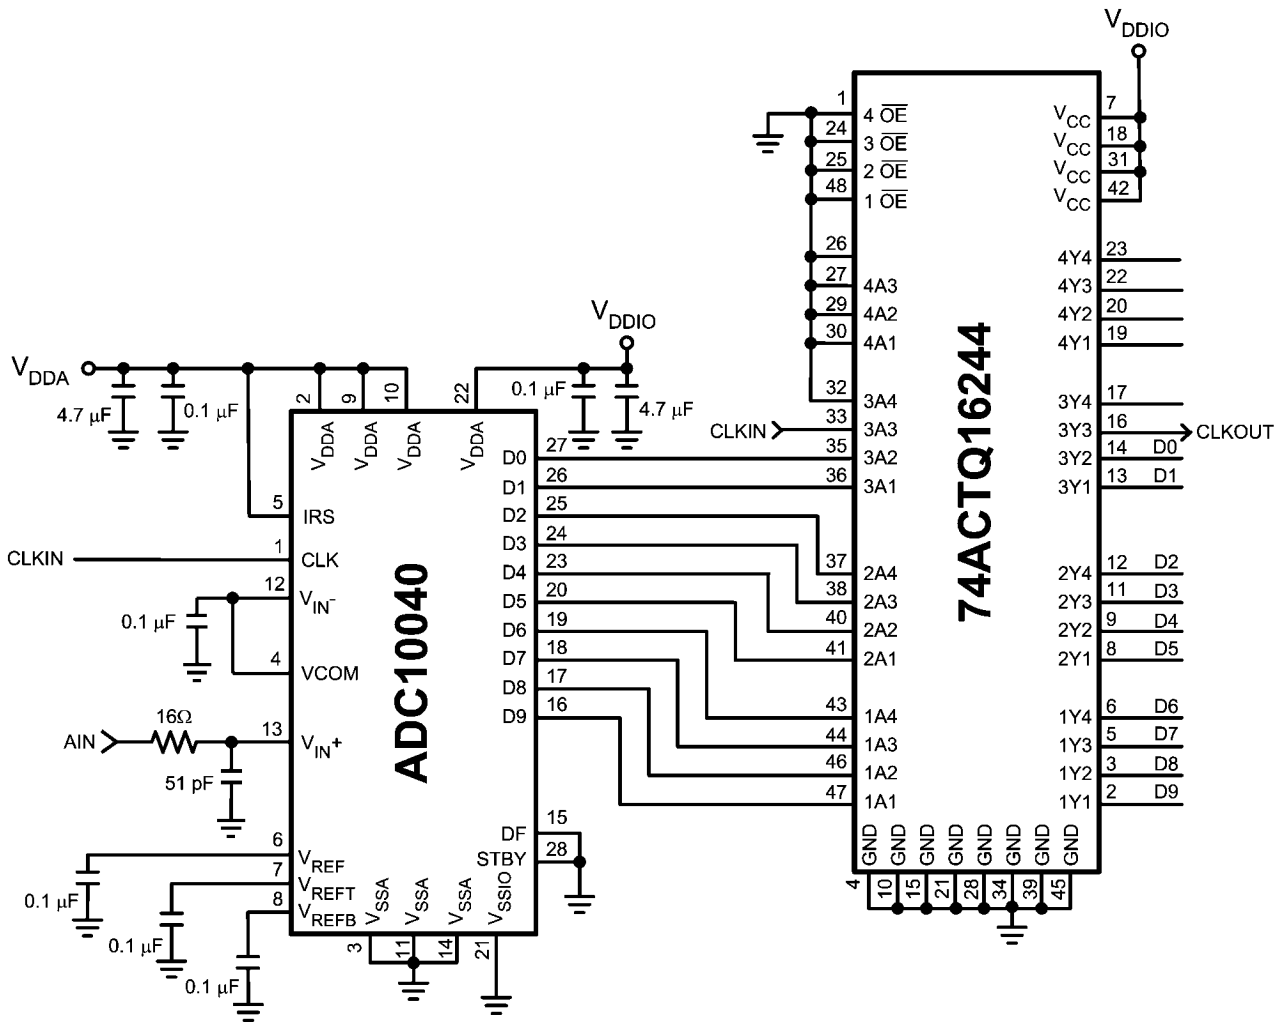 V DDIO
1
4 OE
24
3 OE
25
2 OE
48
1 OE
26
27
4A3
29
4A2
30
4A1
32
3A4
CLKIN
33
3A3
35
3A2
36
3A1
37
2A4
38
2A3
40
2A2
41
2A1
43
1A4
44
1A3
46
1A2
47
1A1
74ACTQ16244
7
VCC
18
VCC
31
VCC
42
VCC
4Y4
23
4Y3
22
4Y2
20
4Y1
19
3Y4
17
3Y3
16
CLKOUT
3Y2
14
D0
3Y1
13
D1
2Y4
12
D2
2Y3
11
D3
2Y2
9
D4
2Y1
8
D5
1Y4
6
D6
1Y3
5
D7
1Y2
3
D8
1Y1
2
D9
GND GND GND GND GND GND GND GND
4 10 15 21 28 34 39 45
VDDIO
VDDA
4.7 µF
0.1 µF
2 9 10 22
0.1 µF
4.7 µF
VDDA VDDA VDDA VDDA
5
IRS
CLKIN
1
CLK
12
VIN-
0.1 µF
4
VCOM
16Ω
AIN
13
VIN+
51 pF
6
VREF
7
VREFT
8
VREFB
0.1 µF
0.1 µF
0.1 µF
ADC10040
D0
27
D1
26
D2
25
D3
24
D4
23
D5
20
D6
19
D7
18
D8
17
D9
16
DF
15
STBY
28
VSSA VSSA VSSA VSSIO
3 11 14 21